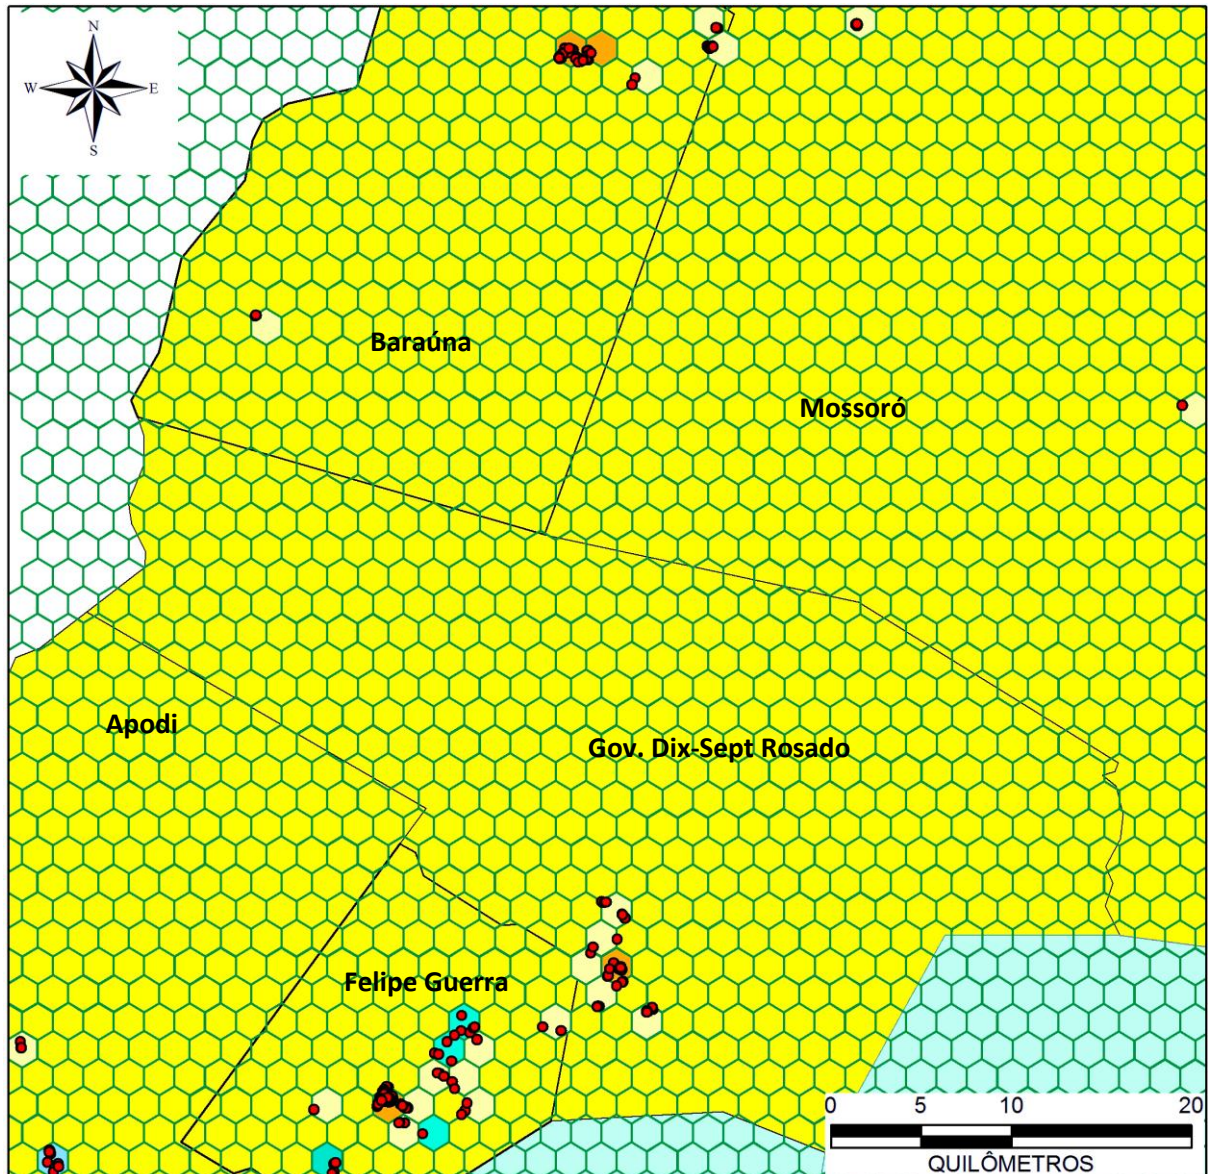 N
W E
S
Baraúna
Mossoró
Apodi
Gov. Dix-Sept Rosado
Felipe Guerra
0 5 10 20
QUILÔMETROS